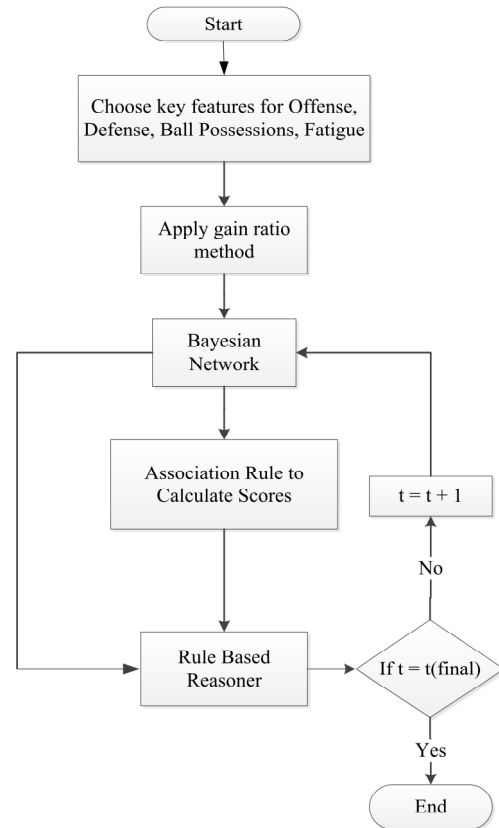 Start
Choose key features for Offense,
Defense, Ball Possessions, Fatigue
Apply gain ratio
method
Bayesian
Network
Association Rule to
Calculate Scores
t = t + 1
No
Rule Based
Reasoner
If t = t(final)
Yes
End